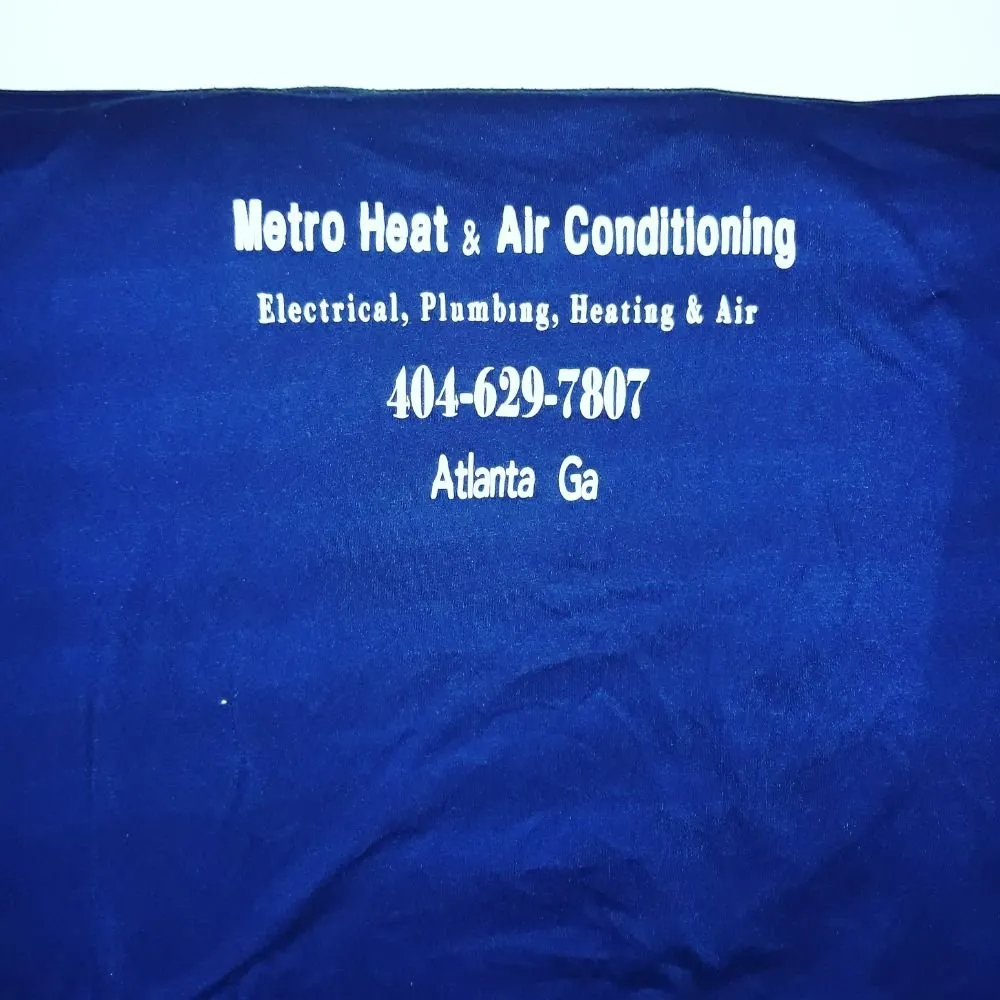 Metro Heat & Air Conditioning
Electrical, Plumbing, Heating & Air
404-629-7807
Atlanta Ga